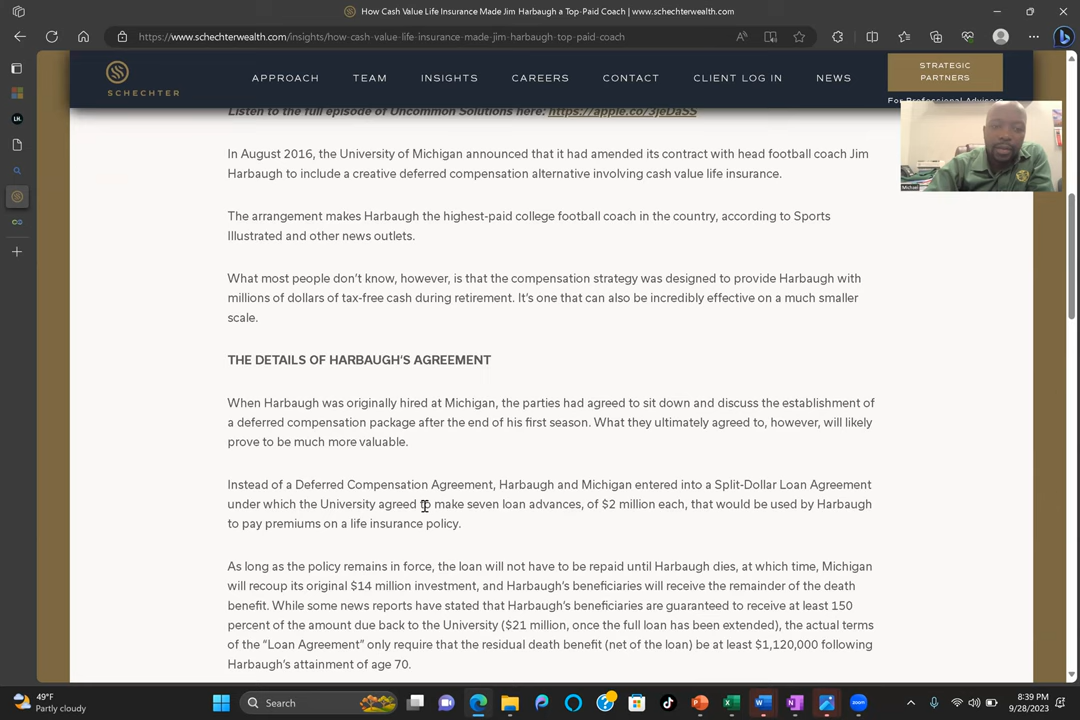 How Cash Value Life Insurance Made Jim Harbaugh a Top-Paid Coach | www.schechterwealth.com
https://www.schechterwealth.com/insights/how-cash-value-life-insurance-made-jim-harbaugh-top-paid-coach
SCHECHTER
APPROACH TEAM INSIGHTS CAREERS CONTACT CLIENT LOG IN NEWS
STRATEGIC
PARTNERS
For Professional Advisors
Listen to the full episode of Uncommon Solutions here: https://apple.co/3jeDaSS
Michael
In August 2016, the University of Michigan announced that it had amended its contract with head football coach Jim
Harbaugh to include a creative deferred compensation alternative involving cash value life insurance.
The arrangement makes Harbaugh the highest-paid college football coach in the country, according to Sports
Illustrated and other news outlets.
What most people don't know, however, is that the compensation strategy was designed to provide Harbaugh with
millions of dollars of tax-free cash during retirement. It's one that can also be incredibly effective on a much smaller
scale.
THE DETAILS OF HARBAUGH'S AGREEMENT
When Harbaugh was originally hired at Michigan, the parties had agreed to sit down and discuss the establishment of
a deferred compensation package after the end of his first season. What they ultimately agreed to, however, will likely
prove to be much more valuable.
Instead of a Deferred Compensation Agreement, Harbaugh and Michigan entered into a Split-Dollar Loan Agreement
under which the University agreed to make seven loan advances, of $2 million each, that would be used by Harbaugh
to pay premiums on a life insurance policy.
As long as the policy remains in force, the loan will not have to be repaid until Harbaugh dies, at which time, Michigan
will recoup its original $14 million investment, and Harbaugh's beneficiaries will receive the remainder of the death
benefit. While some news reports have stated that Harbaugh's beneficiaries are guaranteed to receive at least 150
percent of the amount due back to the University ($21 million, once the full loan has been extended), the actual terms
of the "Loan Agreement" only require that the residual death benefit (net of the loan) be at least $1,120,000 following
Harbaugh's attainment of age 70.
49°F
Partly cloudy
Search
8:39 PM
9/28/2023